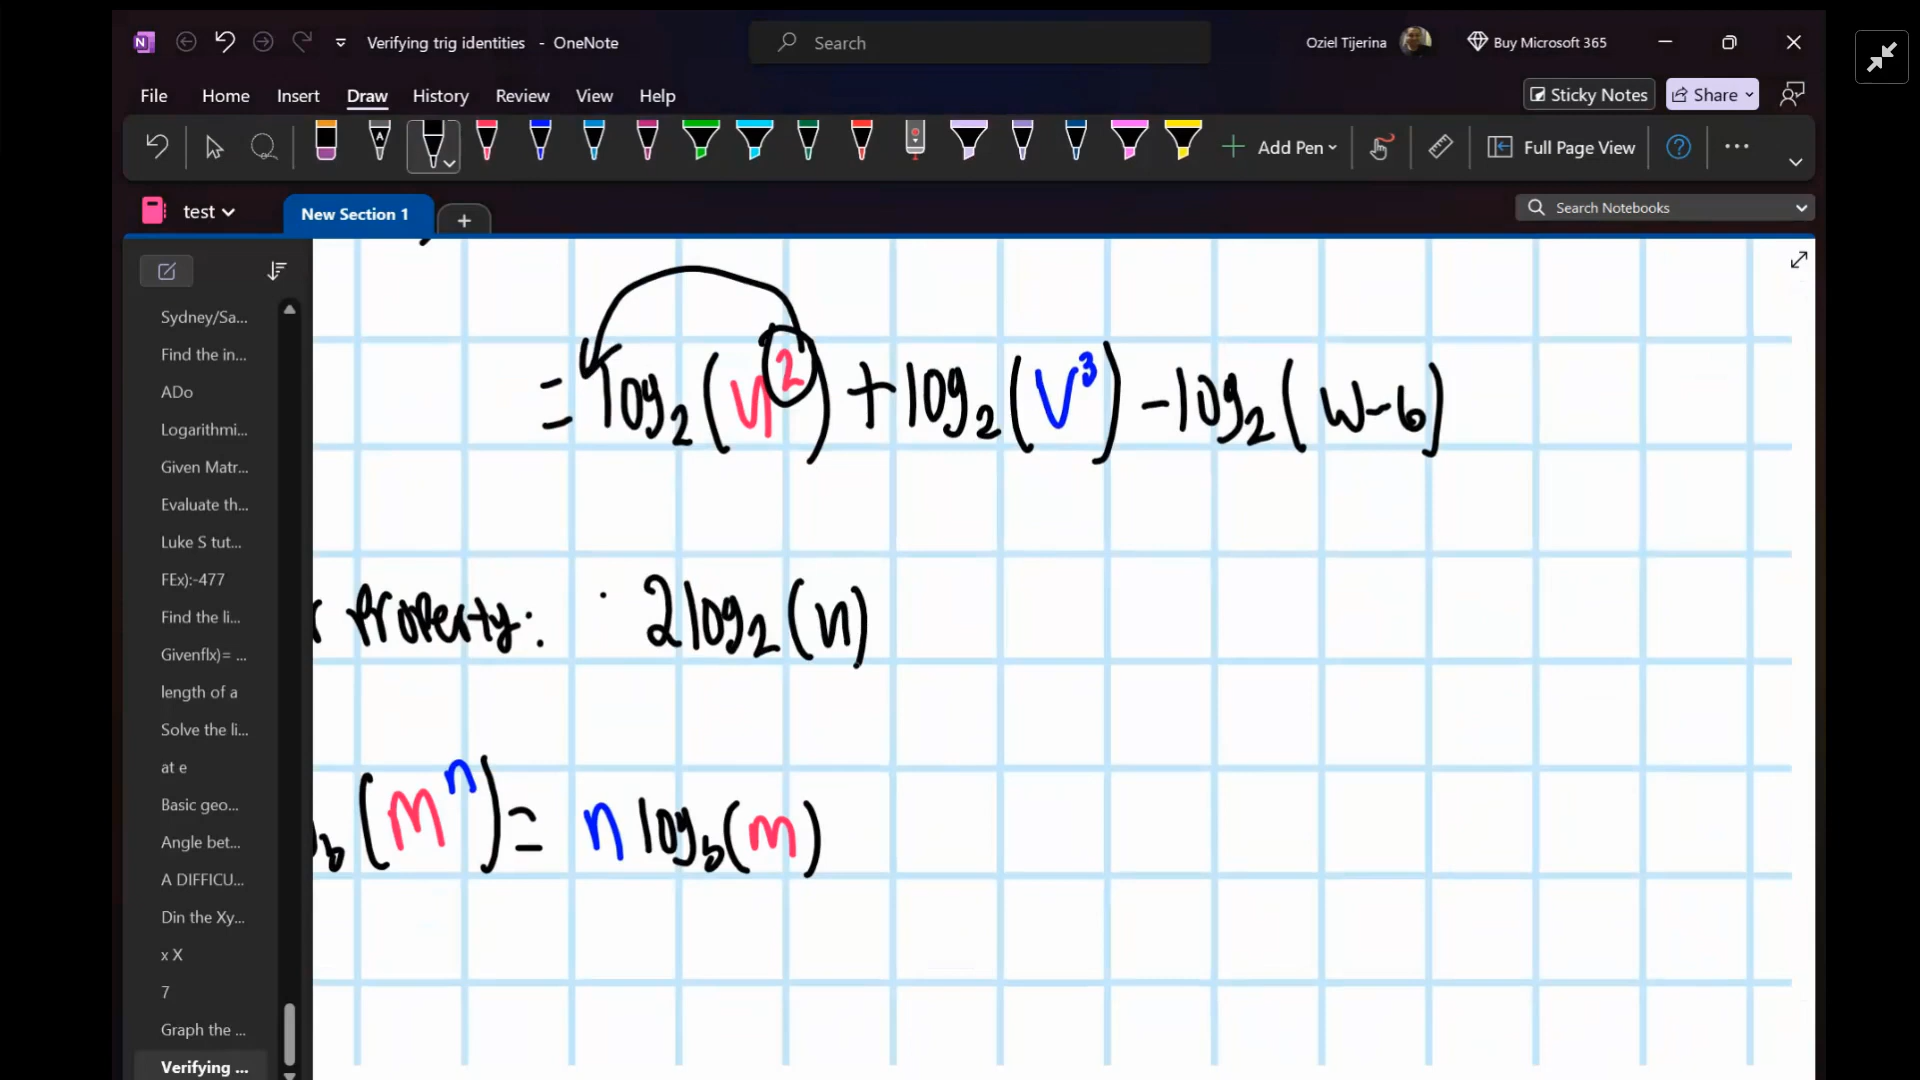 Verifying trig identities - OneNote
Search
Oziel Tijerina
Buy Microsoft 365
File Home Insert Draw History Review View Help
Sticky Notes
Share
Add Pen
Full Page View
test
New Section 1
+
Search Notebooks
Sydney/Sa...
Find the in...
ADo
Logarithmi...
Given Matr...
Evaluate th...
Luke S tut...
FEx):-477
Find the li...
Givenflx)= ...
length of a
Solve the li...
at e
Basic geo...
Angle bet...
A DIFFICU...
Din the Xy...
x X
7
Graph the ...
Verifying ...
= log₂(u²) + log₂(v³) - log₂(w-6)
r Property: 2log₂(u)
b(mⁿ) = n log_b(m)